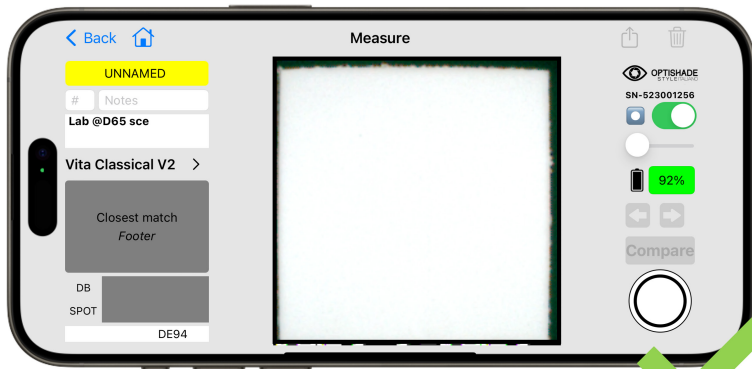 Back
Measure
UNNAMED
# Notes
Lab @D65 sce
Vita Classical V2
Closest match
Footer
DB
SPOT
DE94
OPTISHADE
STYLEITALIANO
SN-523001256
92%
Compare